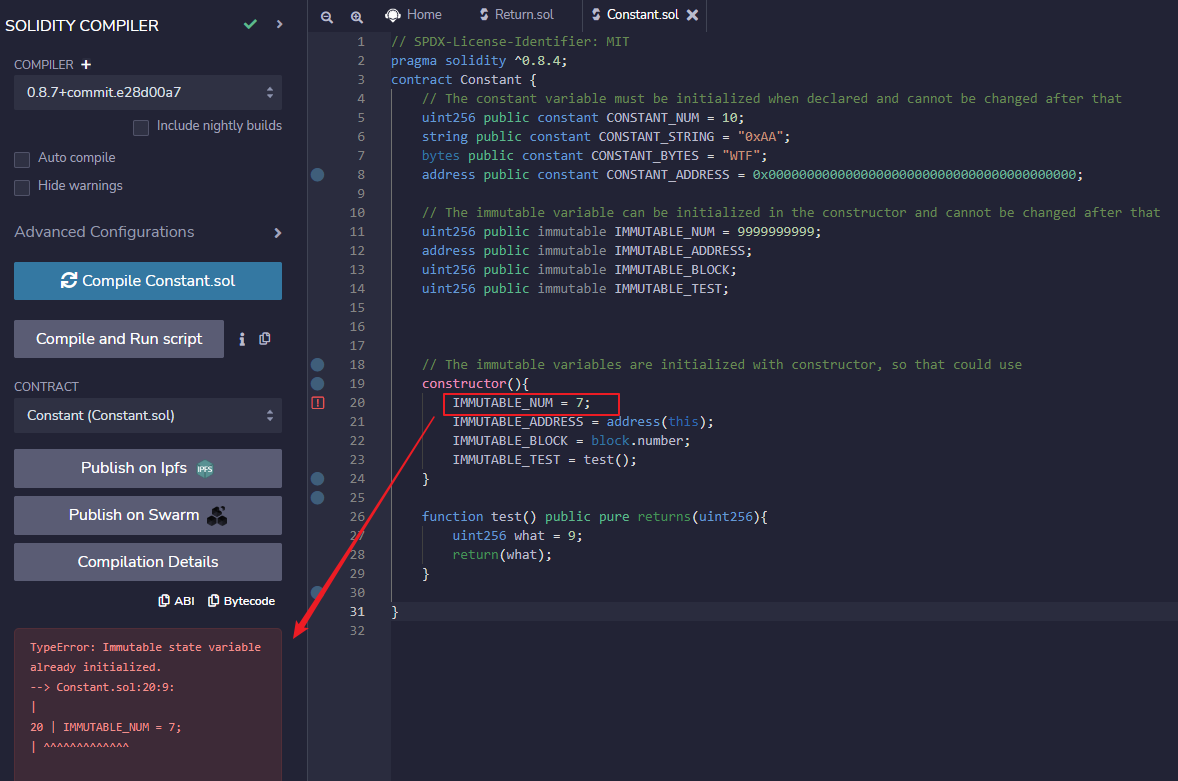 SOLIDITY COMPILER
COMPILER +
0.8.7+commit.e28d00a7
Include nightly builds
Auto compile
Hide warnings
Advanced Configurations
Compile Constant.sol
Compile and Run script
CONTRACT
Constant (Constant.sol)
Publish on Ipfs IPFS
Publish on Swarm
Compilation Details
ABI Bytecode
TypeError: Immutable state variable
already initialized.
--> Constant.sol:20:9:
|
20 | IMMUTABLE_NUM = 7;
| ^^^^^^^^^^^^^
Home Return.sol Constant.sol
1 // SPDX-License-Identifier: MIT
2 pragma solidity ^0.8.4;
3 contract Constant {
4 // The constant variable must be initialized when declared and cannot be changed after that
5 uint256 public constant CONSTANT_NUM = 10;
6 string public constant CONSTANT_STRING = "0xAA";
7 bytes public constant CONSTANT_BYTES = "WTF";
8 address public constant CONSTANT_ADDRESS = 0x0000000000000000000000000000000000000000;
9
10 // The immutable variable can be initialized in the constructor and cannot be changed after that
11 uint256 public immutable IMMUTABLE_NUM = 9999999999;
12 address public immutable IMMUTABLE_ADDRESS;
13 uint256 public immutable IMMUTABLE_BLOCK;
14 uint256 public immutable IMMUTABLE_TEST;
15
16
17
18 // The immutable variables are initialized with constructor, so that could use
19 constructor(){
20 IMMUTABLE_NUM = 7;
21 IMMUTABLE_ADDRESS = address(this);
22 IMMUTABLE_BLOCK = block.number;
23 IMMUTABLE_TEST = test();
24 }
25
26 function test() public pure returns(uint256){
27 uint256 what = 9;
28 return(what);
29 }
30
31 }
32